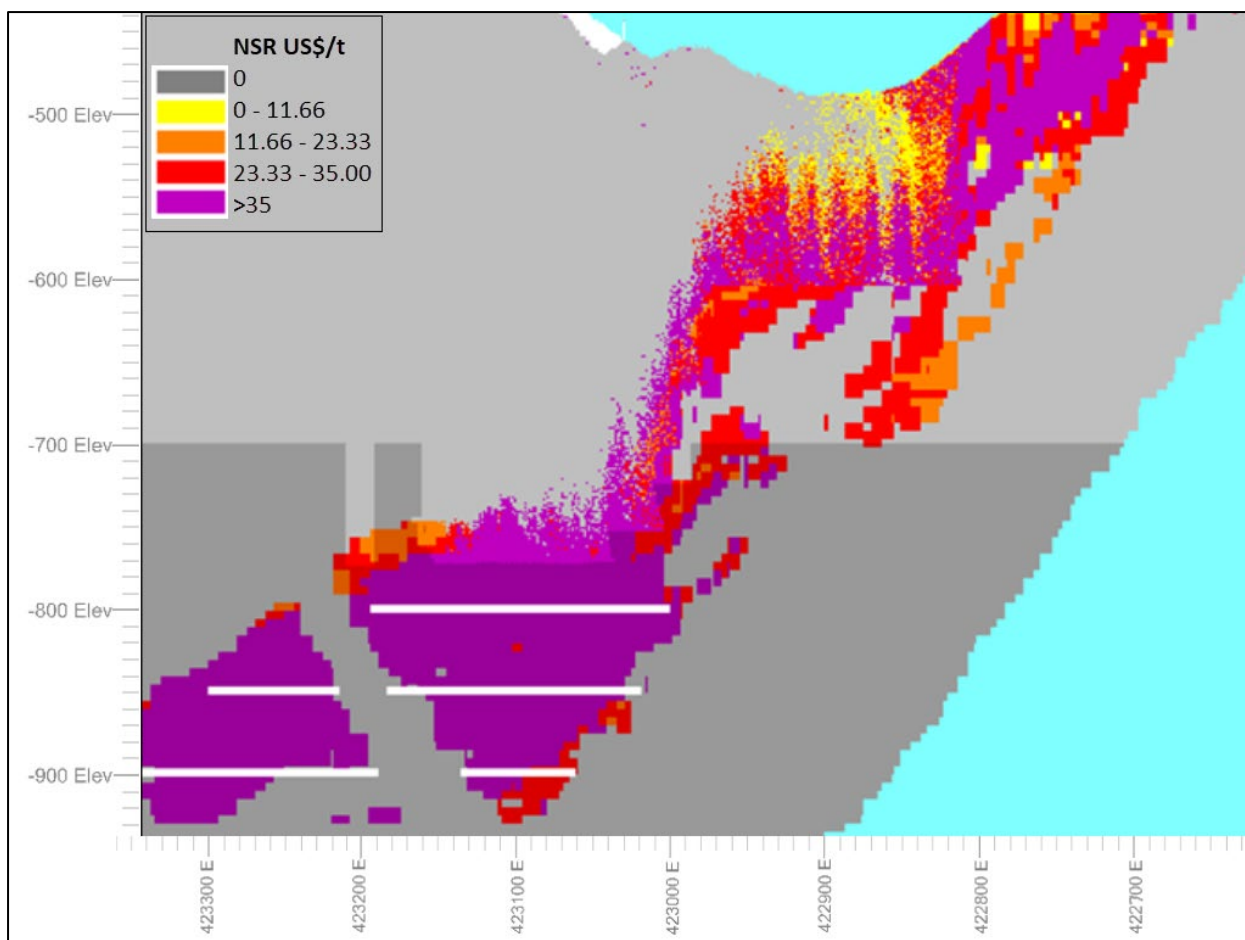 NSR US$/t
0
0 - 11.66
11.66 - 23.33
23.33 - 35.00
>35
-500 Elev
-600 Elev
-700 Elev
-800 Elev
-900 Elev
423300 E
423200 E
423100 E
423000 E
422900 E
422800 E
422700 E